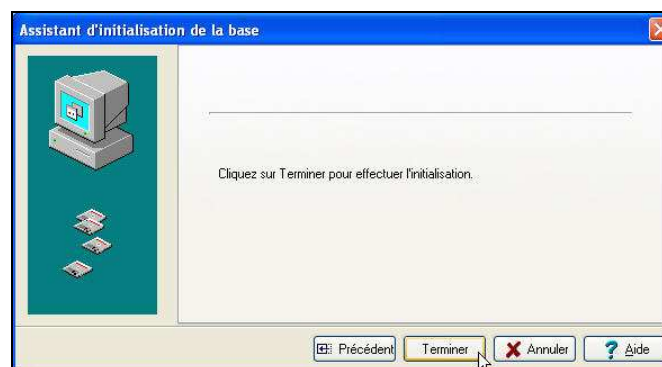 Assistant d'initialisation de la base
Cliquez sur Terminer pour effectuer l'initialisation.
Précédent Terminer Annuler Aide